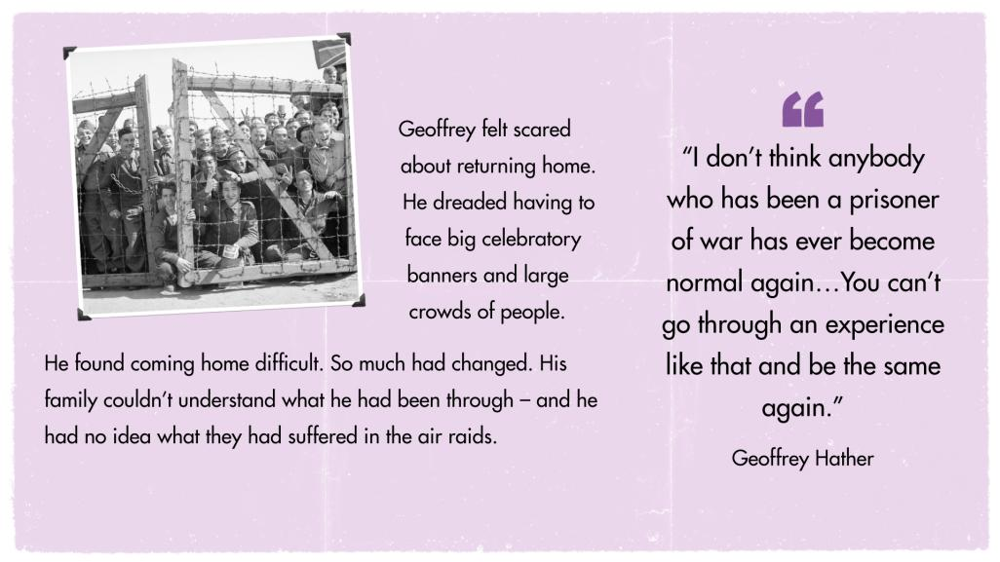 Geoffrey felt scared
about returning home.
He dreaded having to
face big celebratory
banners and large
crowds of people.
He found coming home difficult. So much had changed. His
family couldn’t understand what he had been through – and he
had no idea what they had suffered in the air raids.
“I don’t think anybody
who has been a prisoner
of war has ever become
normal again…You can’t
go through an experience
like that and be the same
again.”
Geoffrey Hather